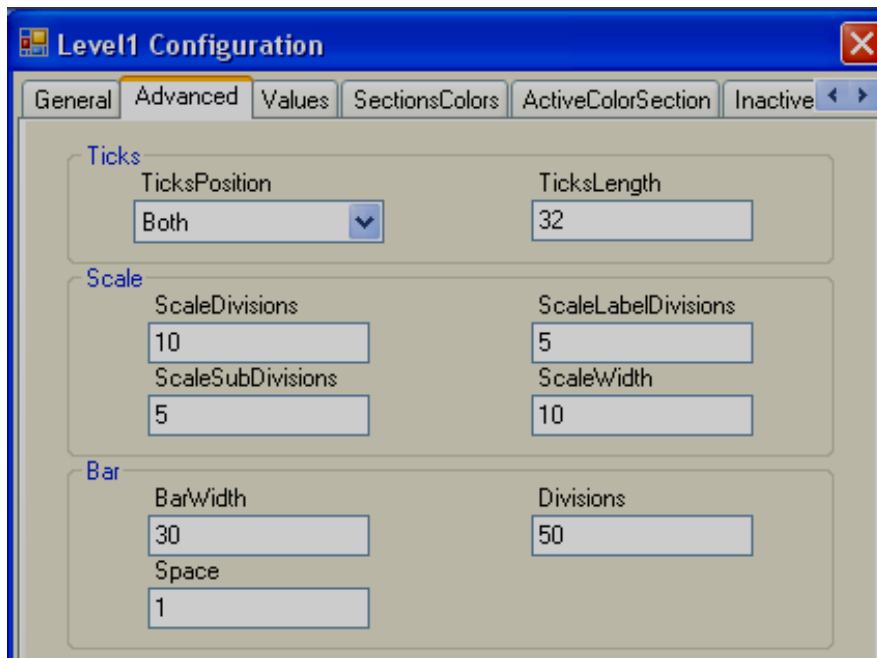 Level1 Configuration
General Advanced Values SectionsColors ActiveColorSection Inactive
Ticks
TicksPosition TicksLength
Both 32
Scale
ScaleDivisions ScaleLabelDivisions
10 5
ScaleSubDivisions ScaleWidth
5 10
Bar
BarWidth Divisions
30 50
Space
1